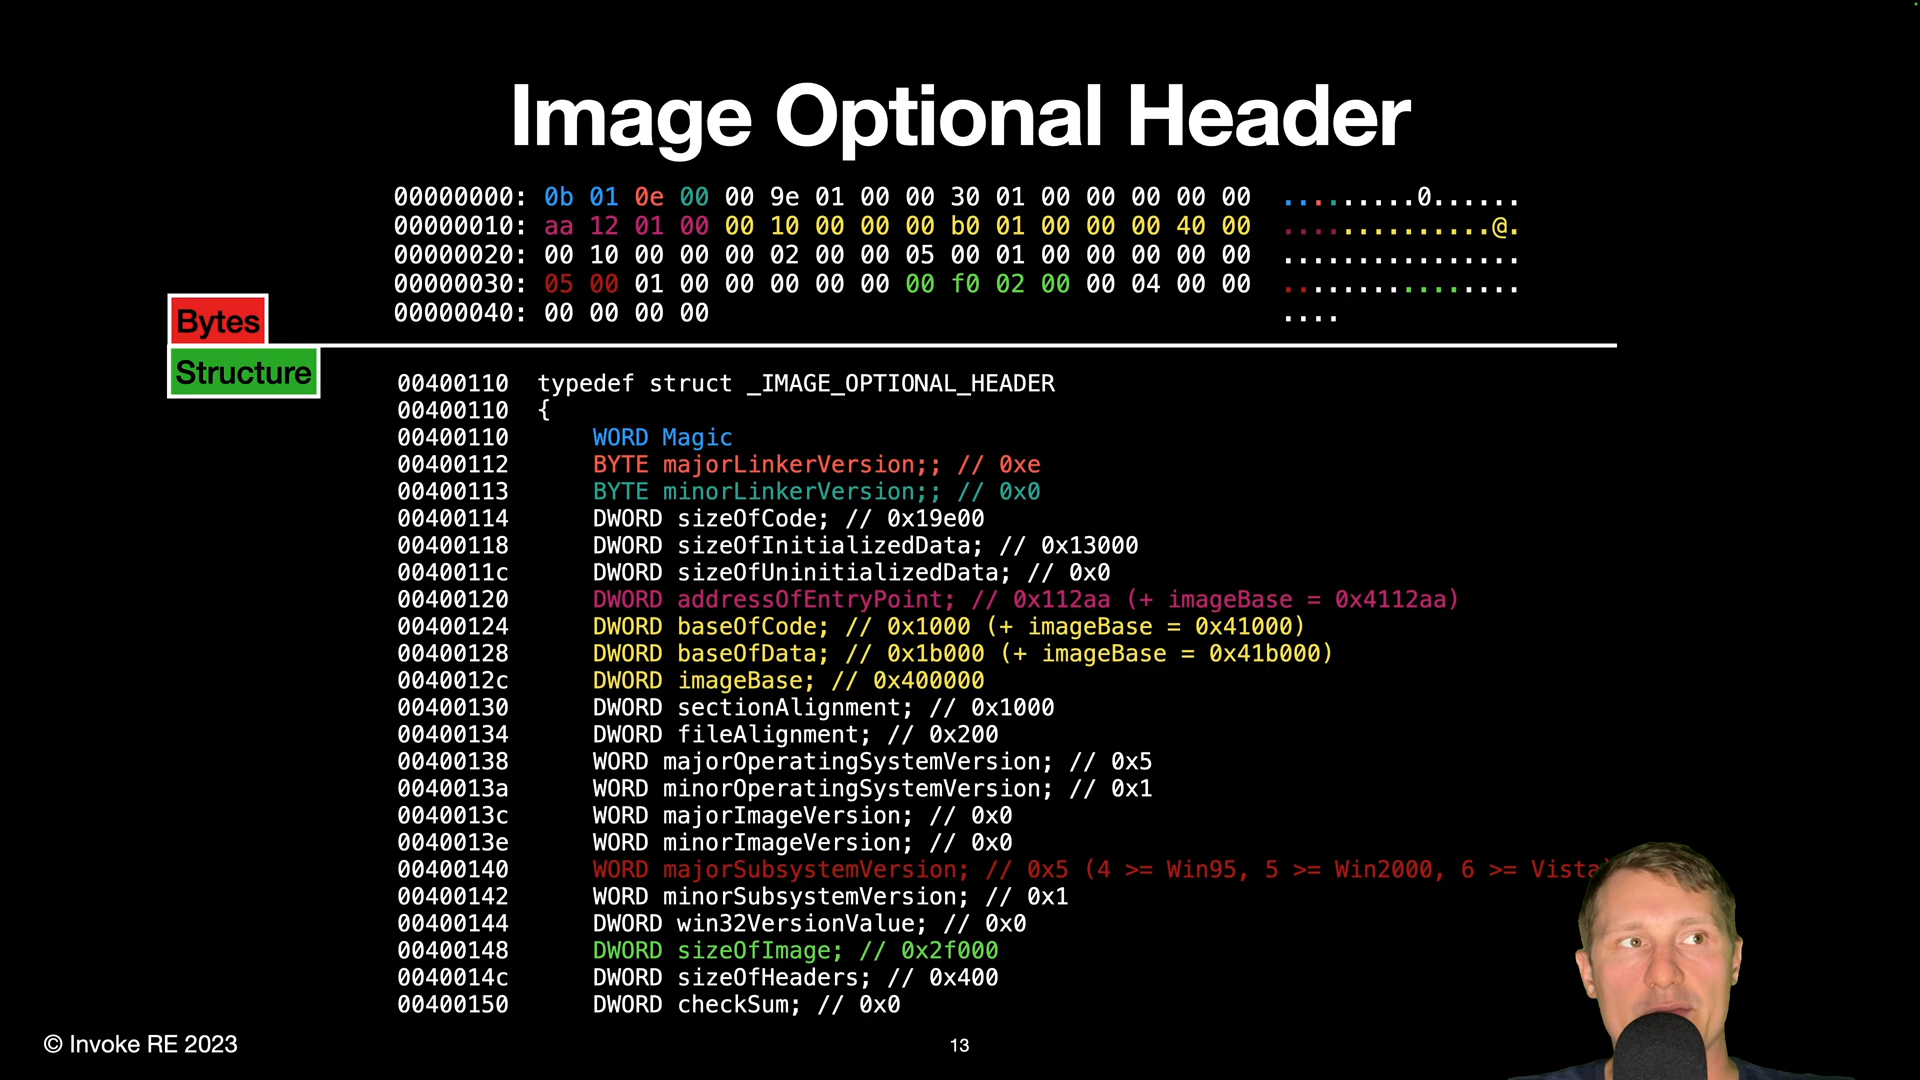 Image Optional Header
00000000: 0b 01 0e 00 00 9e 01 00 00 30 01 00 00 00 00 00 .........0......
00000010: aa 12 01 00 00 10 00 00 00 b0 01 00 00 00 40 00 ..............@.
00000020: 00 10 00 00 00 02 00 00 05 00 01 00 00 00 00 00 ................
00000030: 05 00 01 00 00 00 00 00 00 f0 02 00 00 04 00 00 ................
00000040: 00 00 00 00 ....
Bytes
Structure
00400110 typedef struct _IMAGE_OPTIONAL_HEADER
00400110 {
00400110 WORD Magic
00400112 BYTE majorLinkerVersion;; // 0xe
00400113 BYTE minorLinkerVersion;; // 0x0
00400114 DWORD sizeOfCode; // 0x19e00
00400118 DWORD sizeOfInitializedData; // 0x13000
0040011c DWORD sizeOfUninitializedData; // 0x0
00400120 DWORD addressOfEntryPoint; // 0x112aa (+ imageBase = 0x4112aa)
00400124 DWORD baseOfCode; // 0x1000 (+ imageBase = 0x41000)
00400128 DWORD baseOfData; // 0x1b000 (+ imageBase = 0x41b000)
0040012c DWORD imageBase; // 0x400000
00400130 DWORD sectionAlignment; // 0x1000
00400134 DWORD fileAlignment; // 0x200
00400138 WORD majorOperatingSystemVersion; // 0x5
0040013a WORD minorOperatingSystemVersion; // 0x1
0040013c WORD majorImageVersion; // 0x0
0040013e WORD minorImageVersion; // 0x0
00400140 WORD majorSubsystemVersion; // 0x5 (4 >= Win95, 5 >= Win2000, 6 >= Vista)
00400142 WORD minorSubsystemVersion; // 0x1
00400144 DWORD win32VersionValue; // 0x0
00400148 DWORD sizeOfImage; // 0x2f000
0040014c DWORD sizeOfHeaders; // 0x400
00400150 DWORD checkSum; // 0x0
© Invoke RE 2023
13